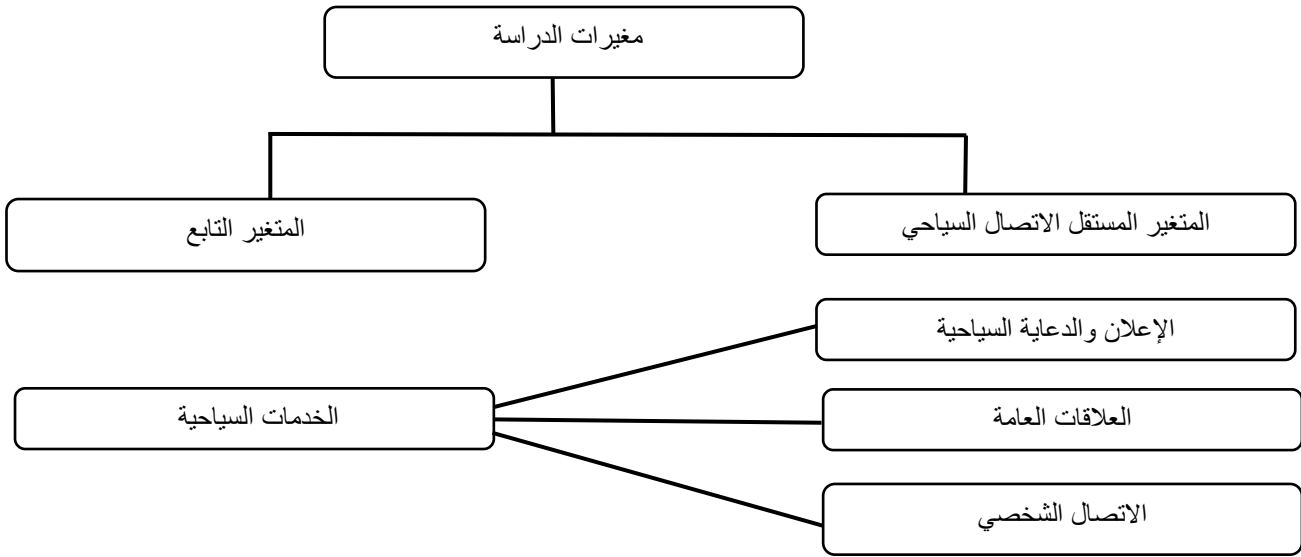 مغيرات الدراسة
المتغير المستقل الاتصال السياحي
المتغير التابع
الإعلان والدعاية السياحية
العلاقات العامة
الخدمات السياحية
الاتصال الشخصي